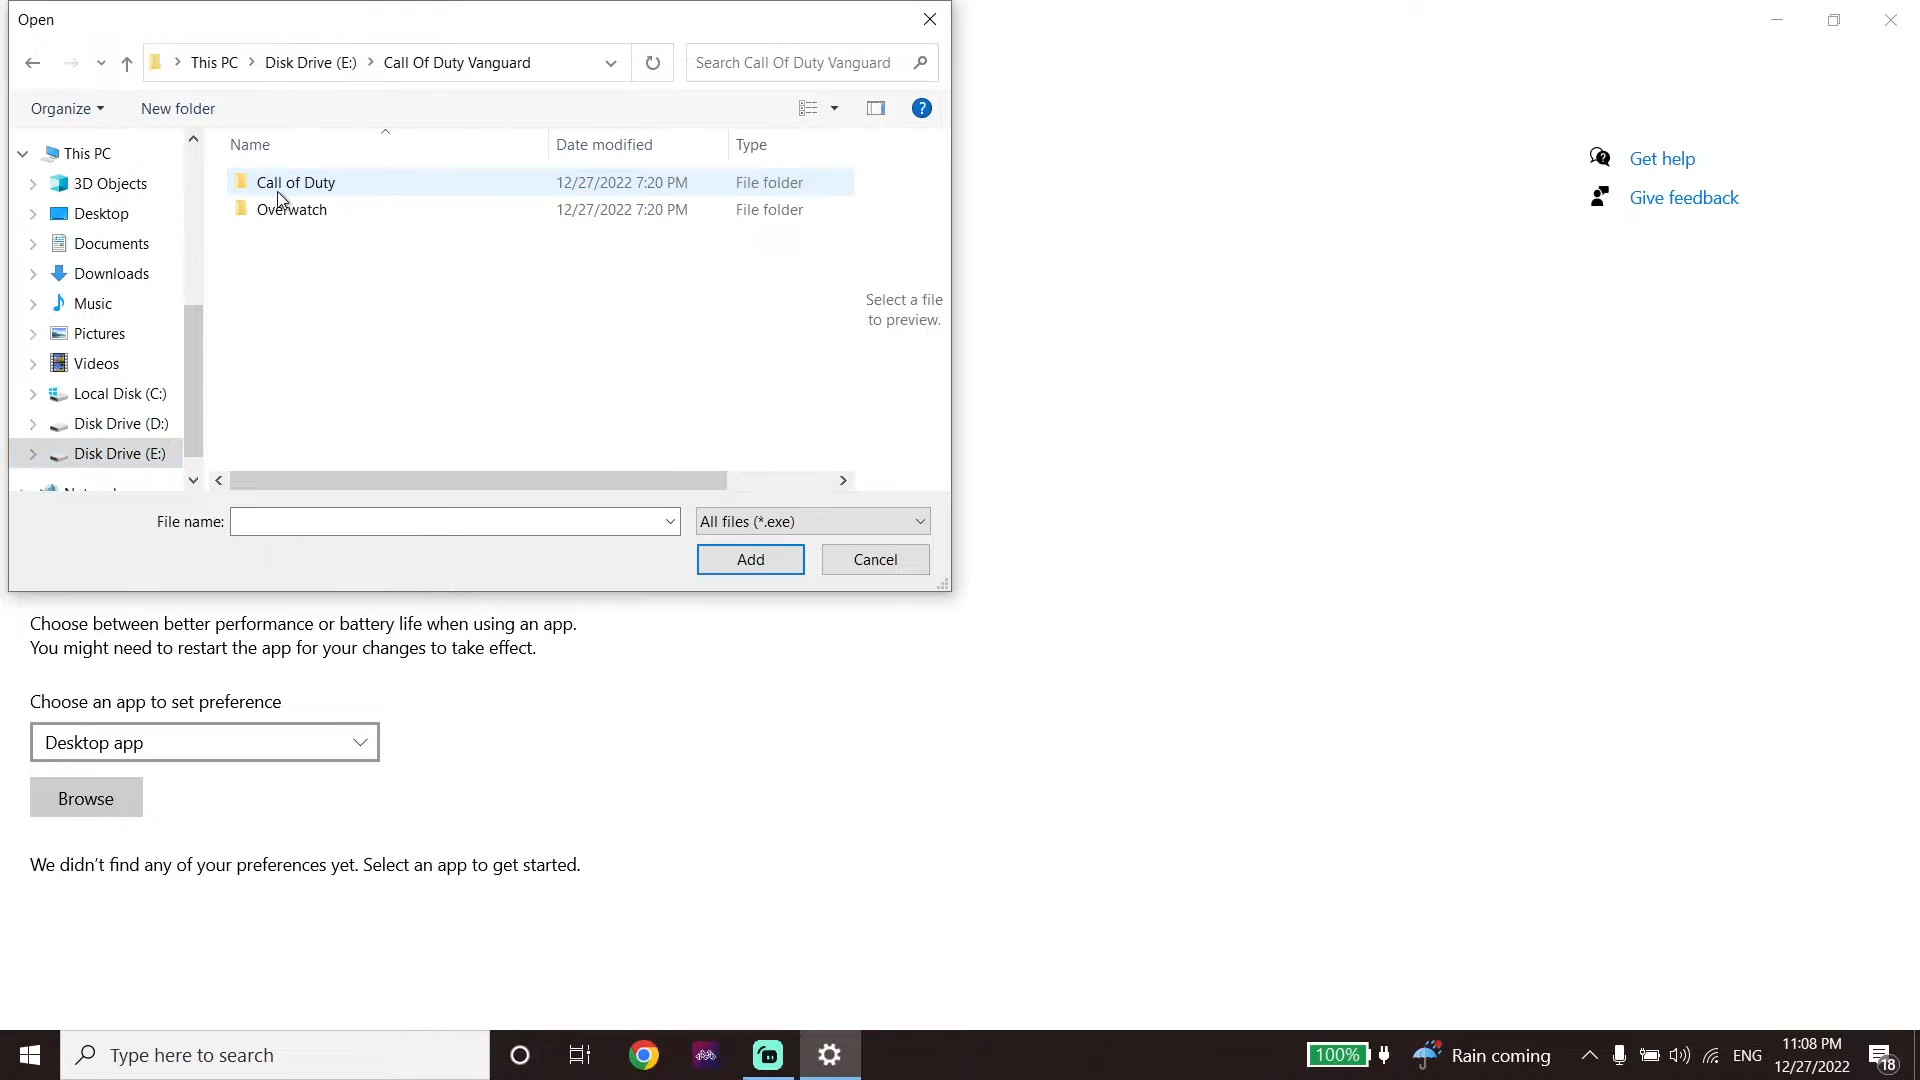 Open
This PC
Disk Drive (E:)
Call Of Duty Vanguard
Search Call Of Duty Vanguard
Organize
New folder
Name
Date modified
Type
This PC
3D Objects
Desktop
Documents
Downloads
Music
Pictures
Videos
Local Disk (C:)
Disk Drive (D:)
Disk Drive (E:)
Call of Duty 12/27/2022 7:20 PM File folder
Overwatch 12/27/2022 7:20 PM File folder
Select a file
to preview.
File name:
All files (*.exe)
Add
Cancel
Get help
Give feedback
Choose between better performance or battery life when using an app.
You might need to restart the app for your changes to take effect.
Choose an app to set preference
Desktop app
Browse
We didn't find any of your preferences yet. Select an app to get started.
Type here to search
100%
Rain coming
ENG
11:08 PM
12/27/2022
18